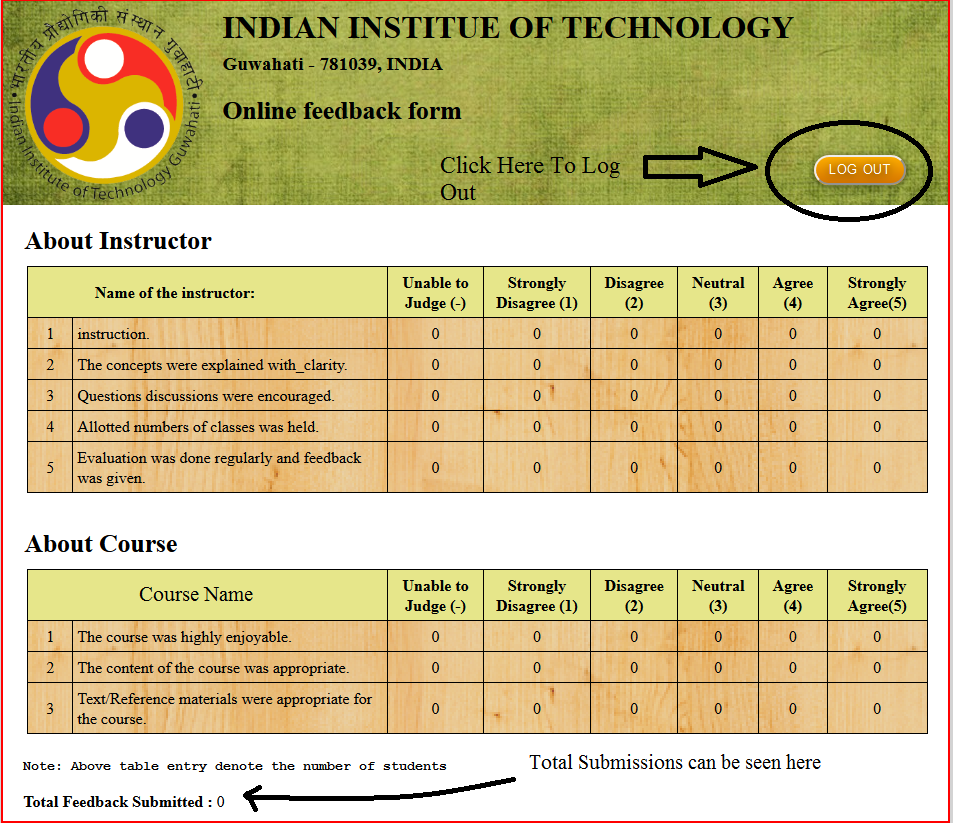 भारतीय प्रौद्योगिकी संस्थान गुवाहाटी
Indian Institute of Technology Guwahati
INDIAN INSTITUE OF TECHNOLOGY
Guwahati - 781039, INDIA
Online feedback form
Click Here To Log
Out
LOG OUT
About Instructor
Name of the instructor: Unable to Judge (-) Strongly Disagree (1) Disagree (2) Neutral (3) Agree (4) Strongly Agree(5)
1 instruction. 0 0 0 0 0 0
2 The concepts were explained with_clarity. 0 0 0 0 0 0
3 Questions discussions were encouraged. 0 0 0 0 0 0
4 Allotted numbers of classes was held. 0 0 0 0 0 0
5 Evaluation was done regularly and feedback was given. 0 0 0 0 0 0
About Course
Course Name Unable to Judge (-) Strongly Disagree (1) Disagree (2) Neutral (3) Agree (4) Strongly Agree(5)
1 The course was highly enjoyable. 0 0 0 0 0 0
2 The content of the course was appropriate. 0 0 0 0 0 0
3 Text/Reference materials were appropriate for the course. 0 0 0 0 0 0
Note: Above table entry denote the number of students
Total Submissions can be seen here
Total Feedback Submitted : 0